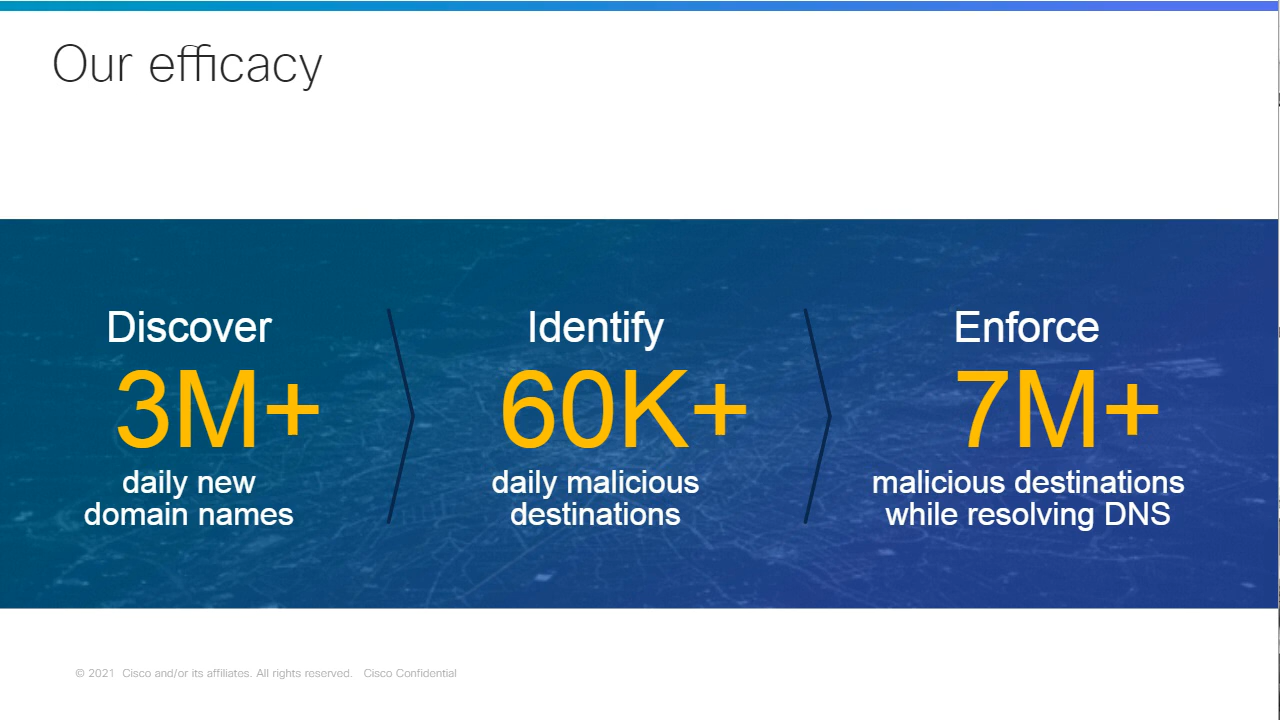 Our efficacy
Discover
3M+
daily new
domain names
Identify
60K+
daily malicious
destinations
Enforce
7M+
malicious destinations
while resolving DNS
© 2021 Cisco and/or its affiliates. All rights reserved. Cisco Confidential